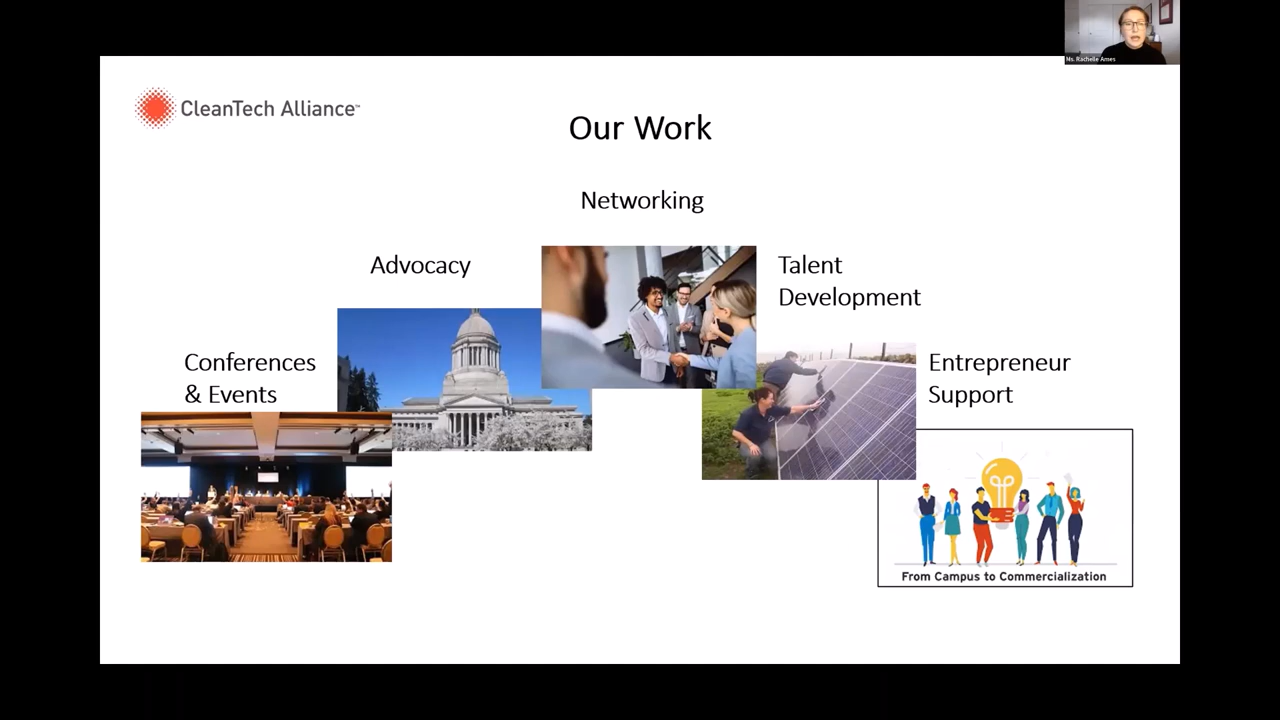 Ms. Rachelle Ames
CleanTech Alliance™
Our Work
Networking
Advocacy
Talent
Development
Conferences
& Events
Entrepreneur
Support
From Campus to Commercialization